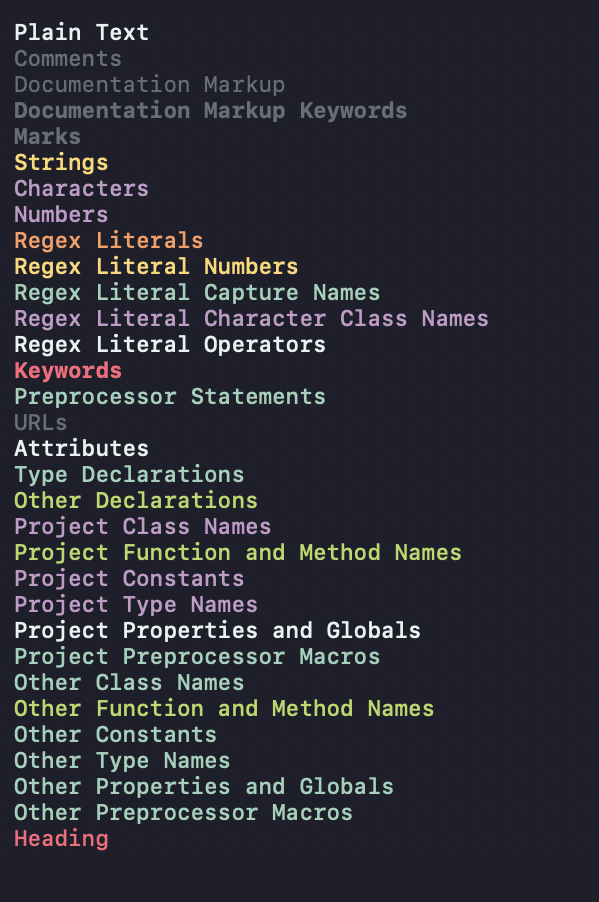 Plain Text
Comments
Documentation Markup
Documentation Markup Keywords
Marks
Strings
Characters
Numbers
Regex Literals
Regex Literal Numbers
Regex Literal Capture Names
Regex Literal Character Class Names
Regex Literal Operators
Keywords
Preprocessor Statements
URLs
Attributes
Type Declarations
Other Declarations
Project Class Names
Project Function and Method Names
Project Constants
Project Type Names
Project Properties and Globals
Project Preprocessor Macros
Other Class Names
Other Function and Method Names
Other Constants
Other Type Names
Other Properties and Globals
Other Preprocessor Macros
Heading